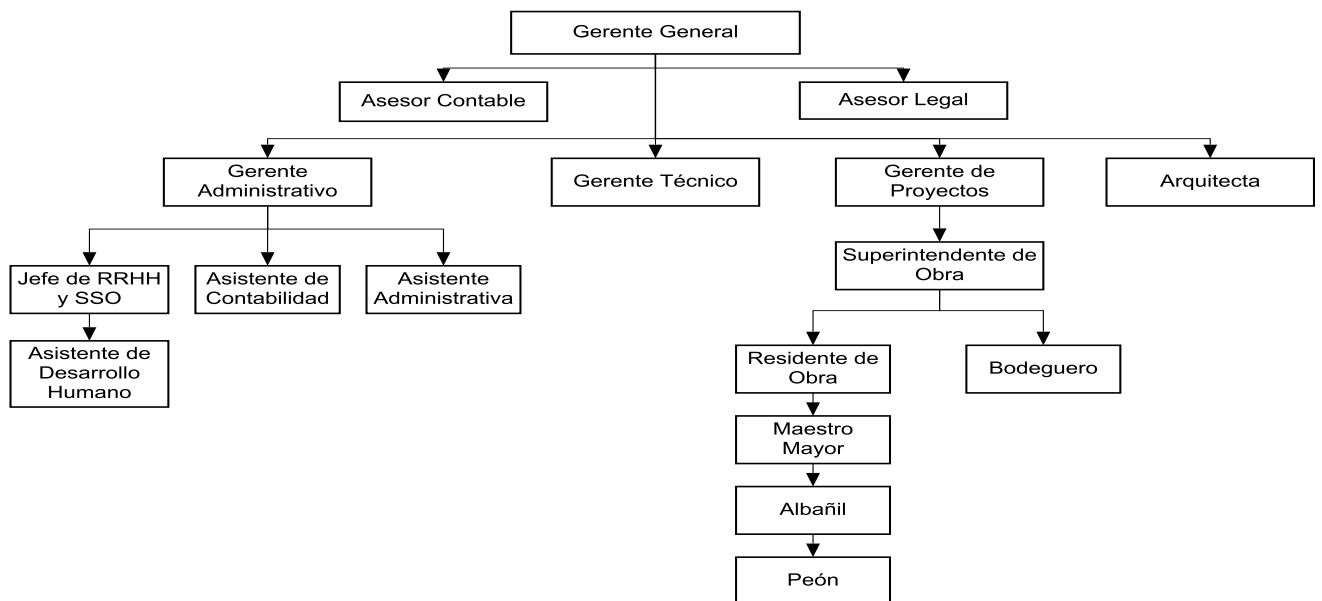 Gerente General
Asesor Contable
Asesor Legal
Gerente
Administrativo
Gerente Técnico
Gerente de
Proyectos
Arquitecta
Superintendente de
Obra
Jefe de RRHH
y SSO
Asistente de
Contabilidad
Asistente
Administrativa
Asistente de
Desarrollo
Humano
Residente de
Obra
Bodeguero
Maestro
Mayor
Albañil
Peón